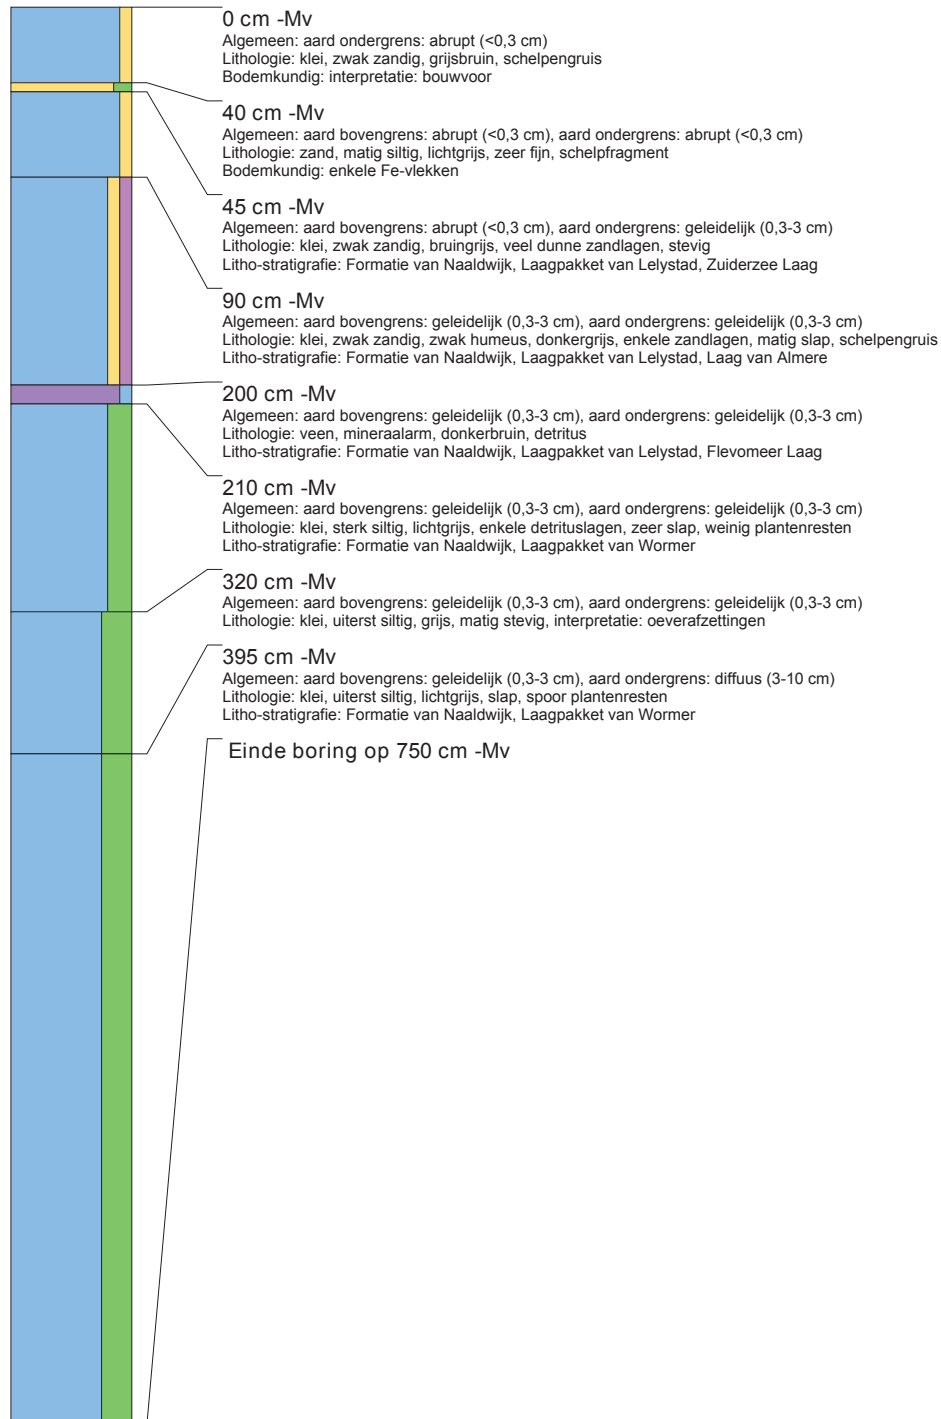 0 cm -Mv
Algemeen: aard ondergrens: abrupt (<0,3 cm)
Lithologie: klei, zwak zandig, grijsbruin, schelpengruis
Bodemkundig: interpretatie: bouwvoor
40 cm -Mv
Algemeen: aard bovengrens: abrupt (<0,3 cm), aard ondergrens: abrupt (<0,3 cm)
Lithologie: zand, matig siltig, lichtgrijs, zeer fijn, schelpfragment
Bodemkundig: enkele Fe-vlekken
45 cm -Mv
Algemeen: aard bovengrens: abrupt (<0,3 cm), aard ondergrens: geleidelijk (0,3-3 cm)
Lithologie: klei, zwak zandig, bruingrijs, veel dunne zandlagen, stevig
Litho-stratigrafie: Formatie van Naaldwijk, Laagpakket van Lelystad, Zuiderzee Laag
90 cm -Mv
Algemeen: aard bovengrens: geleidelijk (0,3-3 cm), aard ondergrens: geleidelijk (0,3-3 cm)
Lithologie: klei, zwak zandig, zwak humeus, donkergrijs, enkele zandlagen, matig slap, schelpengruis
Litho-stratigrafie: Formatie van Naaldwijk, Laagpakket van Lelystad, Laag van Almere
200 cm -Mv
Algemeen: aard bovengrens: geleidelijk (0,3-3 cm), aard ondergrens: geleidelijk (0,3-3 cm)
Lithologie: veen, mineraalarm, donkerbruin, detritus
Litho-stratigrafie: Formatie van Naaldwijk, Laagpakket van Lelystad, Flevomeer Laag
210 cm -Mv
Algemeen: aard bovengrens: geleidelijk (0,3-3 cm), aard ondergrens: geleidelijk (0,3-3 cm)
Lithologie: klei, sterk siltig, lichtgrijs, enkele detrituslagen, zeer slap, weinig plantenresten
Litho-stratigrafie: Formatie van Naaldwijk, Laagpakket van Wormer
320 cm -Mv
Algemeen: aard bovengrens: geleidelijk (0,3-3 cm), aard ondergrens: geleidelijk (0,3-3 cm)
Lithologie: klei, uiterst siltig, grijs, matig stevig, interpretatie: oeverafzettingen
395 cm -Mv
Algemeen: aard bovengrens: geleidelijk (0,3-3 cm), aard ondergrens: diffuus (3-10 cm)
Lithologie: klei, uiterst siltig, lichtgrijs, slap, spoor plantenresten
Litho-stratigrafie: Formatie van Naaldwijk, Laagpakket van Wormer
Einde boring op 750 cm -Mv